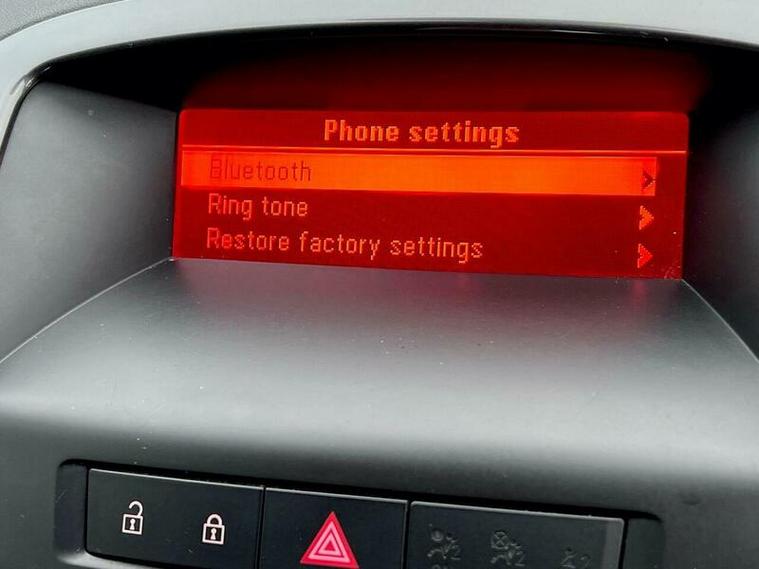 Phone settings
Bluetooth
Ring tone
Restore factory settings